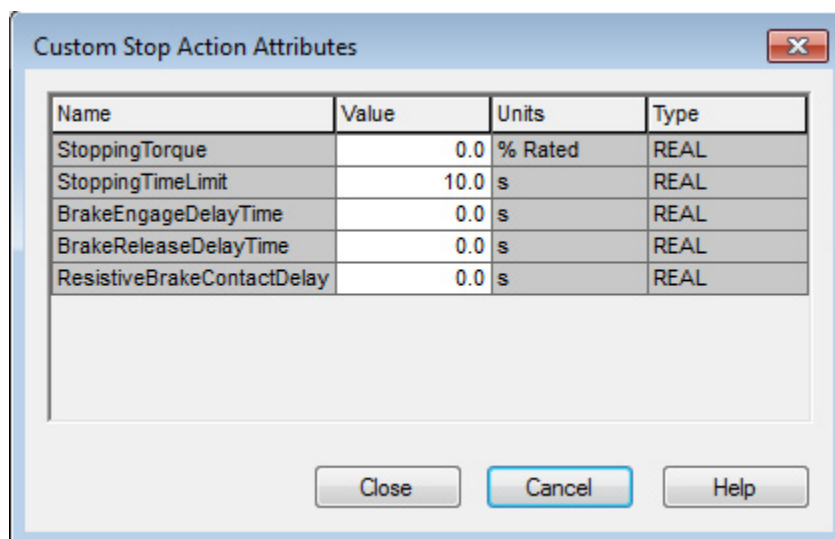 Custom Stop Action Attributes
Name Value Units Type
StoppingTorque 0.0 % Rated REAL
StoppingTimeLimit 10.0 s REAL
BrakeEngageDelayTime 0.0 s REAL
BrakeReleaseDelayTime 0.0 s REAL
ResistiveBrakeContactDelay 0.0 s REAL
Close Cancel Help